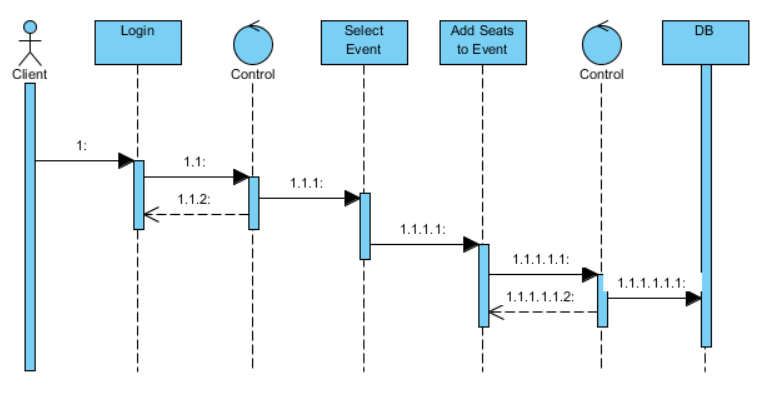 Login
Select
Event
Add Seats
to Event
DB
Client
Control
Control
1:
1.1:
1.1.1:
1.1.2:
1.1.1.1:
1.1.1.1.1:
1.1.1.1.1.1:
1.1.1.1.1.2: